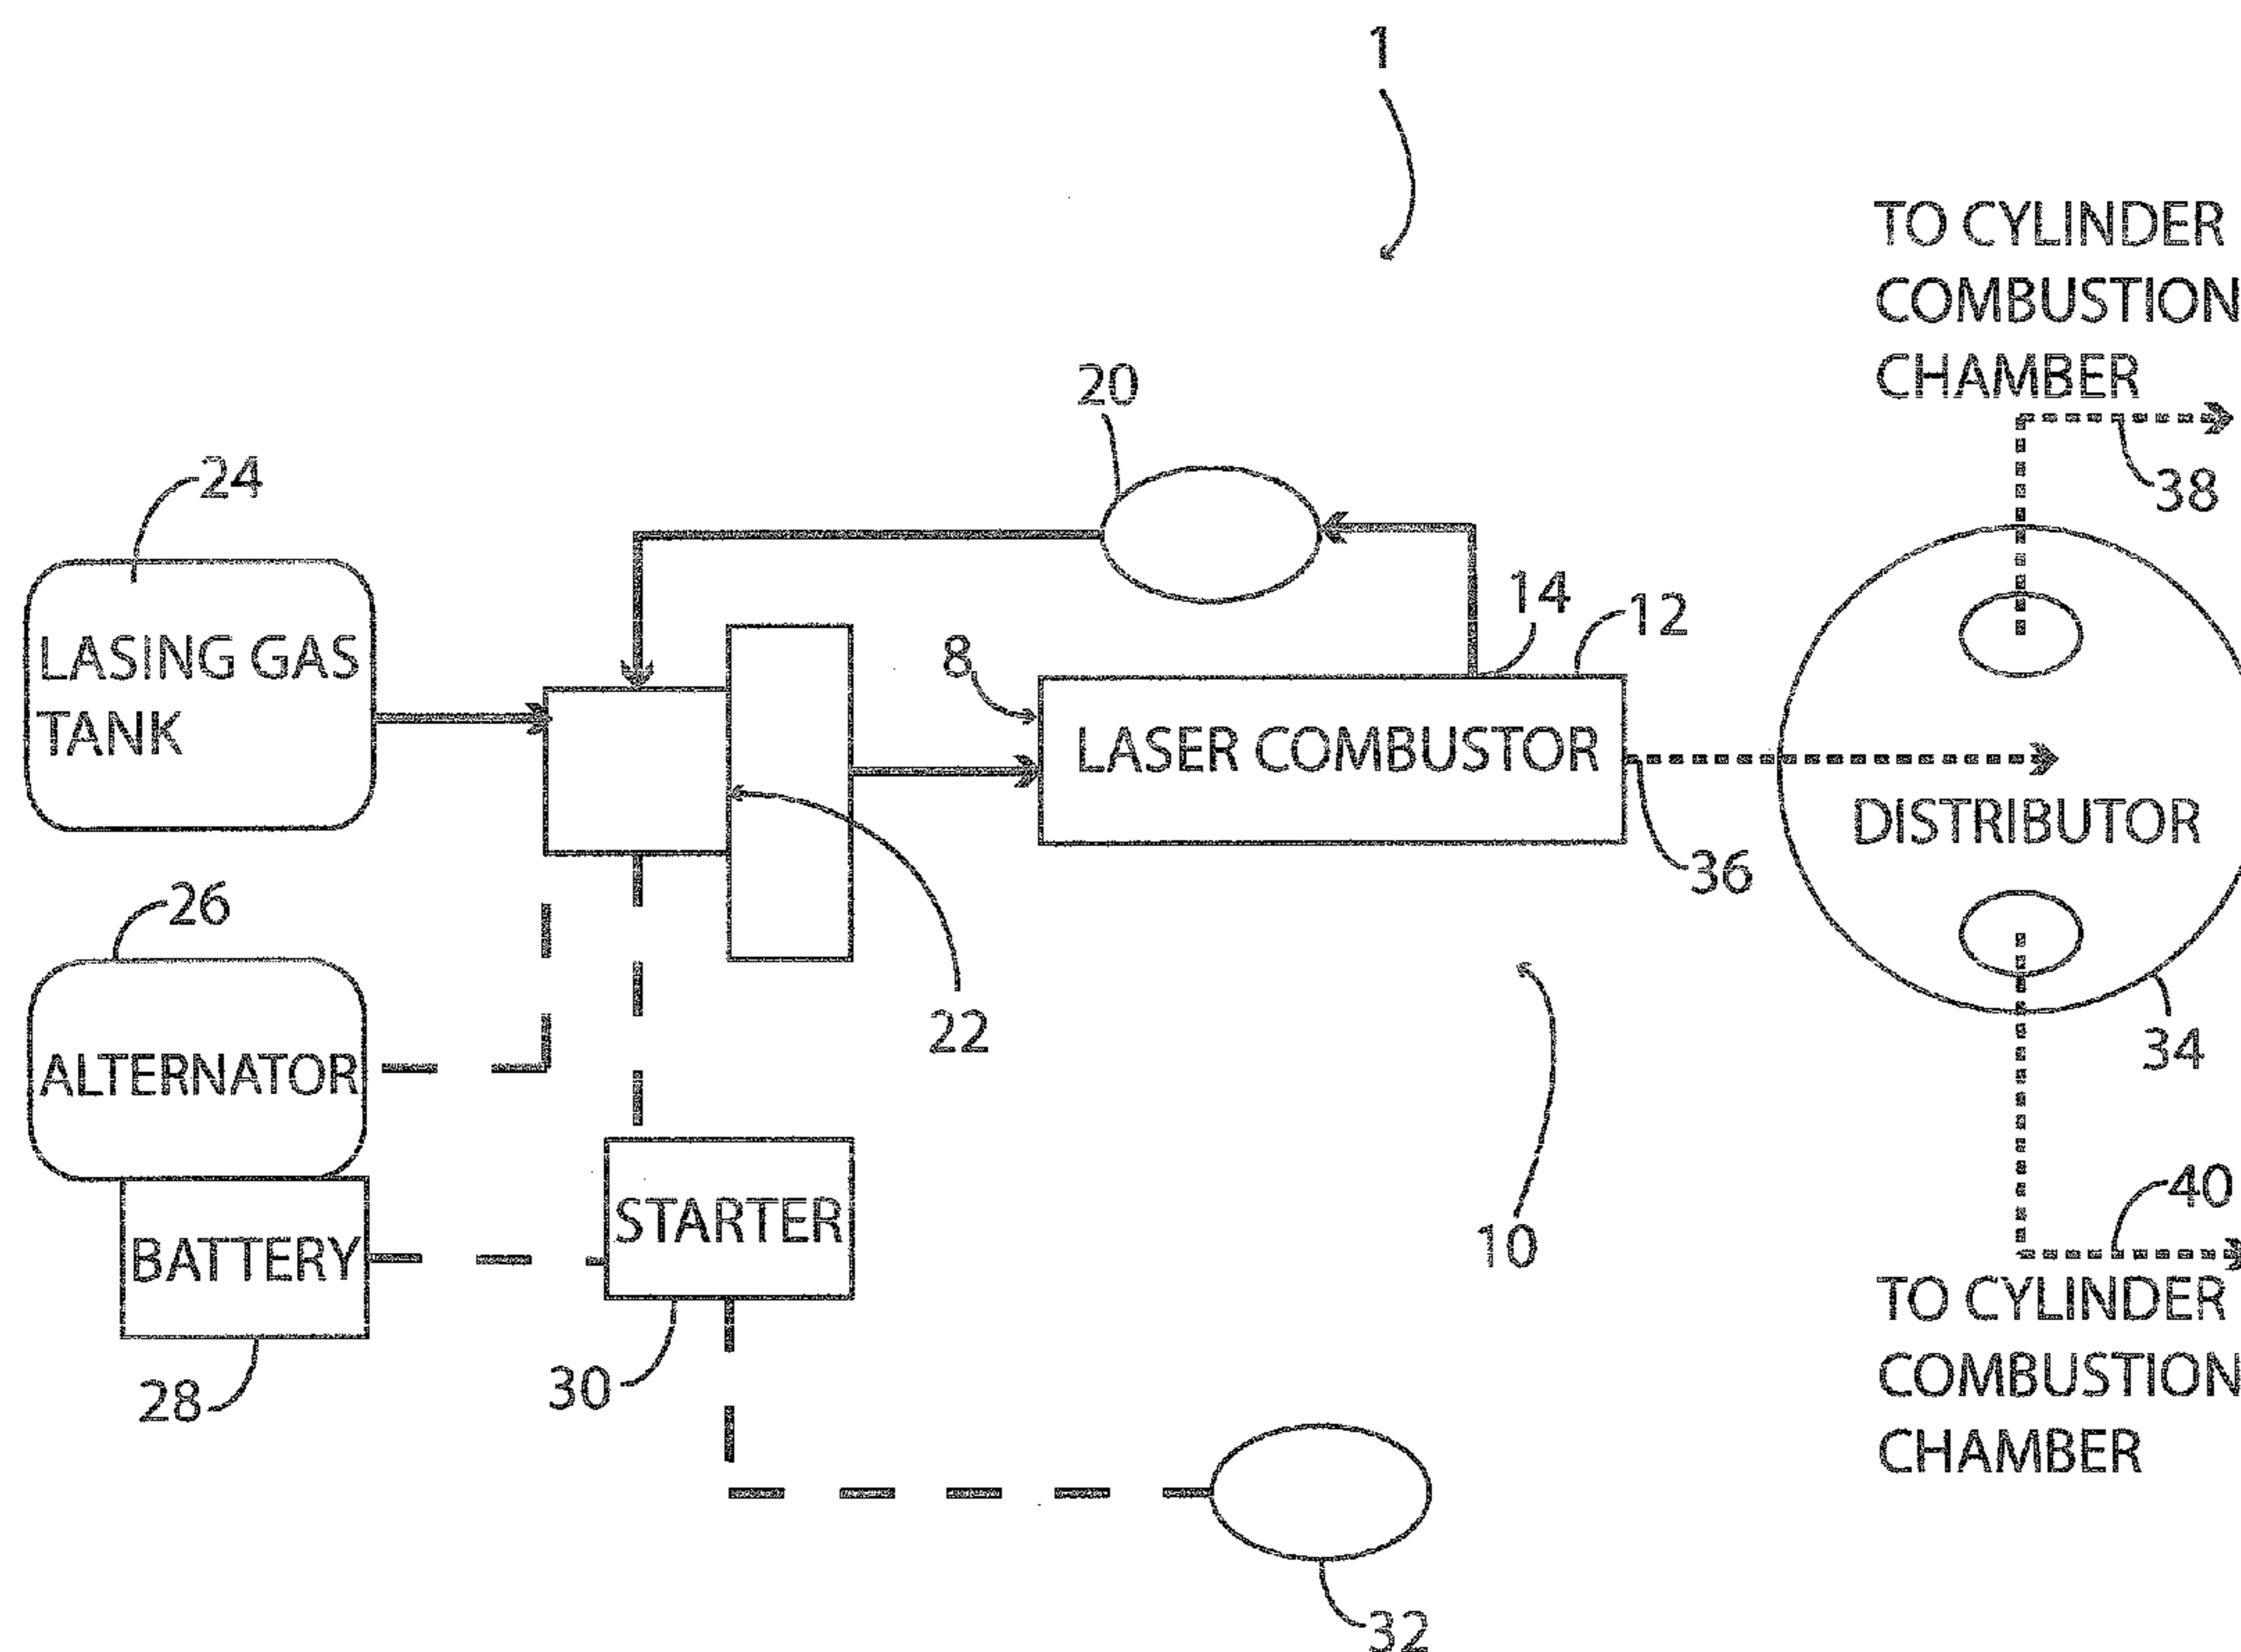 1
TO CYLINDER
COMBUSTION
CHAMBER
20
38
24
14
12
8
LASING GAS
TANK
LASER COMBUSTOR
DISTRIBUTOR
36
26
22
34
ALTERNATOR
STARTER
40
10
BATTERY
TO CYLINDER
COMBUSTION
CHAMBER
30
28
32